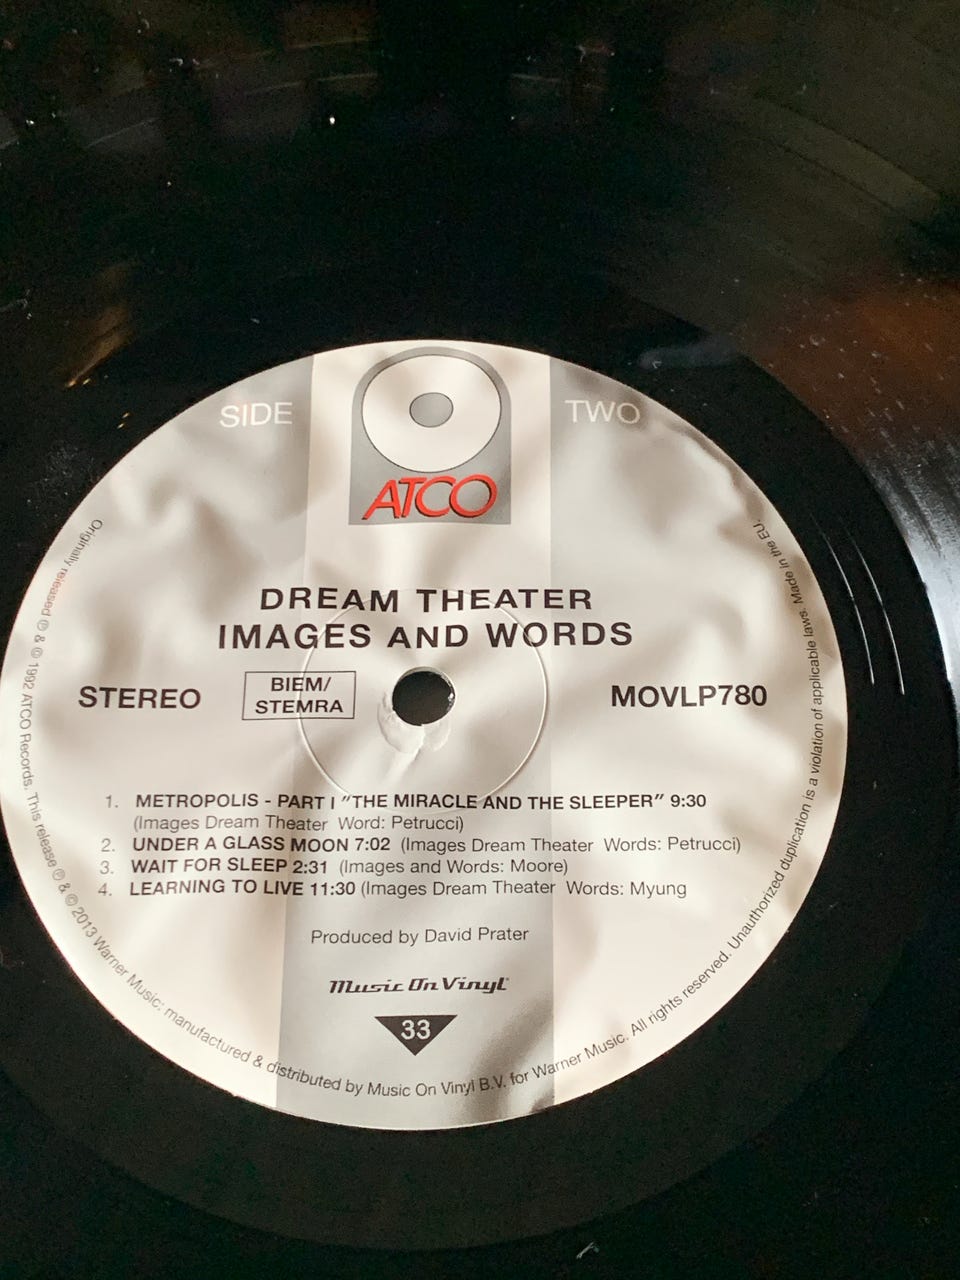 SIDE TWO
ATCO
DREAM THEATER
IMAGES AND WORDS
STEREO
BIEM/
STEMRA
MOVLP780
1. METROPOLIS - PART I "THE MIRACLE AND THE SLEEPER" 9:30
(Images Dream Theater Word: Petrucci)
2. UNDER A GLASS MOON 7:02 (Images Dream Theater Words: Petrucci)
3. WAIT FOR SLEEP 2:31 (Images and Words: Moore)
4. LEARNING TO LIVE 11:30 (Images Dream Theater Words: Myung
Produced by David Prater
Music On Vinyl®
33
Originally released ℗ & © 1992 ATCO Records. This release ℗ & © 2013 Warner Music: manufactured & distributed by Music On Vinyl B.V. for Warner Music. All rights reserved. Unauthorized duplication is a violation of applicable laws. Made in the EU.